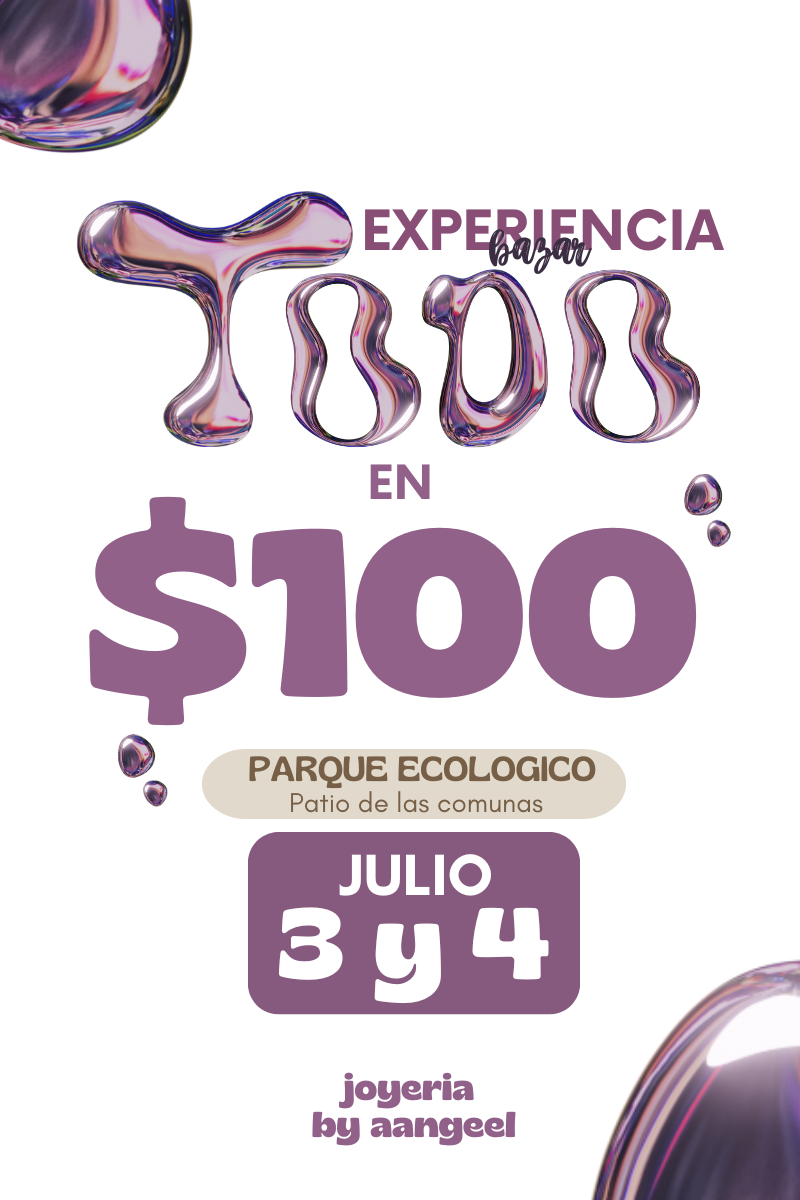 EXPERIENCIA
bazar
TODO
EN
$100
PARQUE ECOLOGICO
Patio de las comunas
JULIO
3 y 4
joyeria
by aangeel